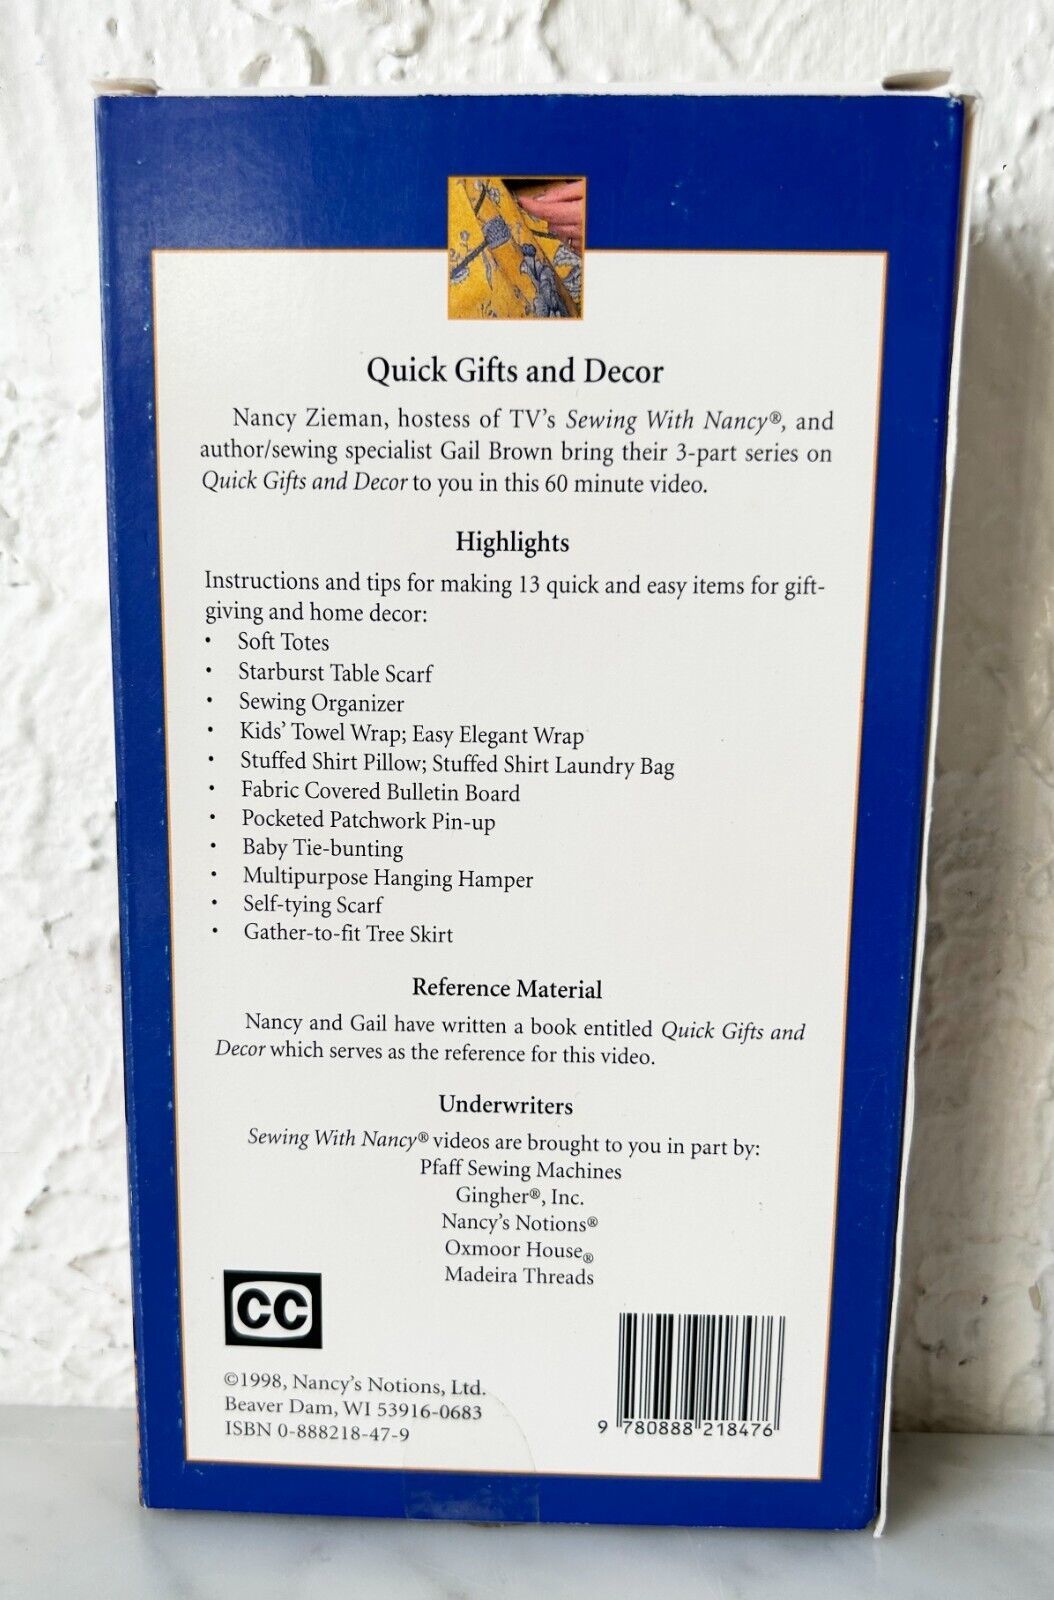 Quick Gifts and Decor
Nancy Zieman, hostess of TV's Sewing With Nancy®, and
author/sewing specialist Gail Brown bring their 3-part series on
Quick Gifts and Decor to you in this 60 minute video.
Highlights
Instructions and tips for making 13 quick and easy items for gift-
giving and home decor:
• Soft Totes
• Starburst Table Scarf
• Sewing Organizer
• Kids' Towel Wrap; Easy Elegant Wrap
• Stuffed Shirt Pillow; Stuffed Shirt Laundry Bag
• Fabric Covered Bulletin Board
• Pocketed Patchwork Pin-up
• Baby Tie-bunting
• Multipurpose Hanging Hamper
• Self-tying Scarf
• Gather-to-fit Tree Skirt
Reference Material
Nancy and Gail have written a book entitled Quick Gifts and
Decor which serves as the reference for this video.
Underwriters
Sewing With Nancy® videos are brought to you in part by:
Pfaff Sewing Machines
Gingher®, Inc.
Nancy's Notions®
Oxmoor House®
Madeira Threads
CC
©1998, Nancy's Notions, Ltd.
Beaver Dam, WI 53916-0683
ISBN 0-888218-47-9
9 780888 218476